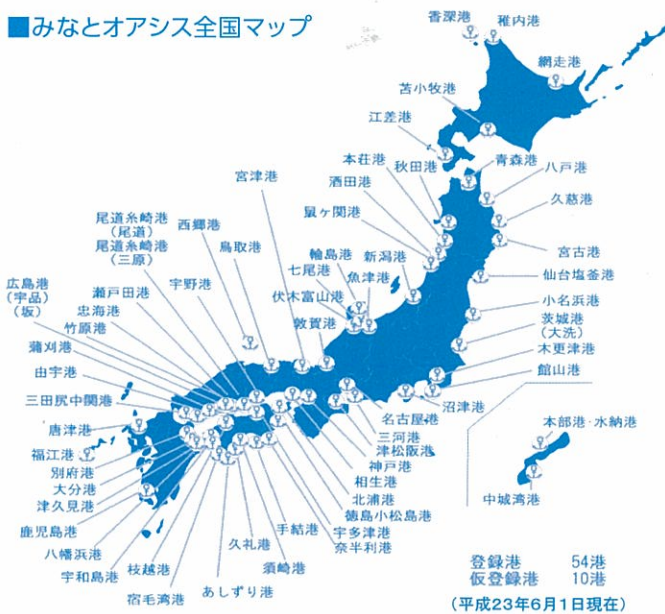 ■みなとオアシス全国マップ
香深港
稚内港
網走港
苫小牧港
江差港
本荘港
秋田港
青森港
八戸港
酒田港
久慈港
鼠ヶ関港
宮古港
宮津港
尾道糸崎港
(尾道)
西郷港
鳥取港
尾道糸崎港
(三原)
輪島港
新潟港
仙台塩釜港
七尾港
魚津港
広島港
(宇品)
(坂)
瀬戸田港
宇野港
伏木富山港
小名浜港
忠海港
敦賀港
茨城港
(大洗)
竹原港
蒲刈港
木更津港
由宇港
館山港
三田尻中関港
名古屋港
沼津港
唐津港
三河港
本部港・水納港
福江港
津松阪港
別府港
神戸港
大分港
相生港
津久見港
北浦港
中城湾港
鹿児島港
徳島小松島港
八幡浜港
手結港
宇多津港
宇和島港
枝越港
久礼港
奈半利港
宿毛湾港
あしずり港
須崎港
登録港 54港
仮登録港 10港
(平成23年6月1日現在)